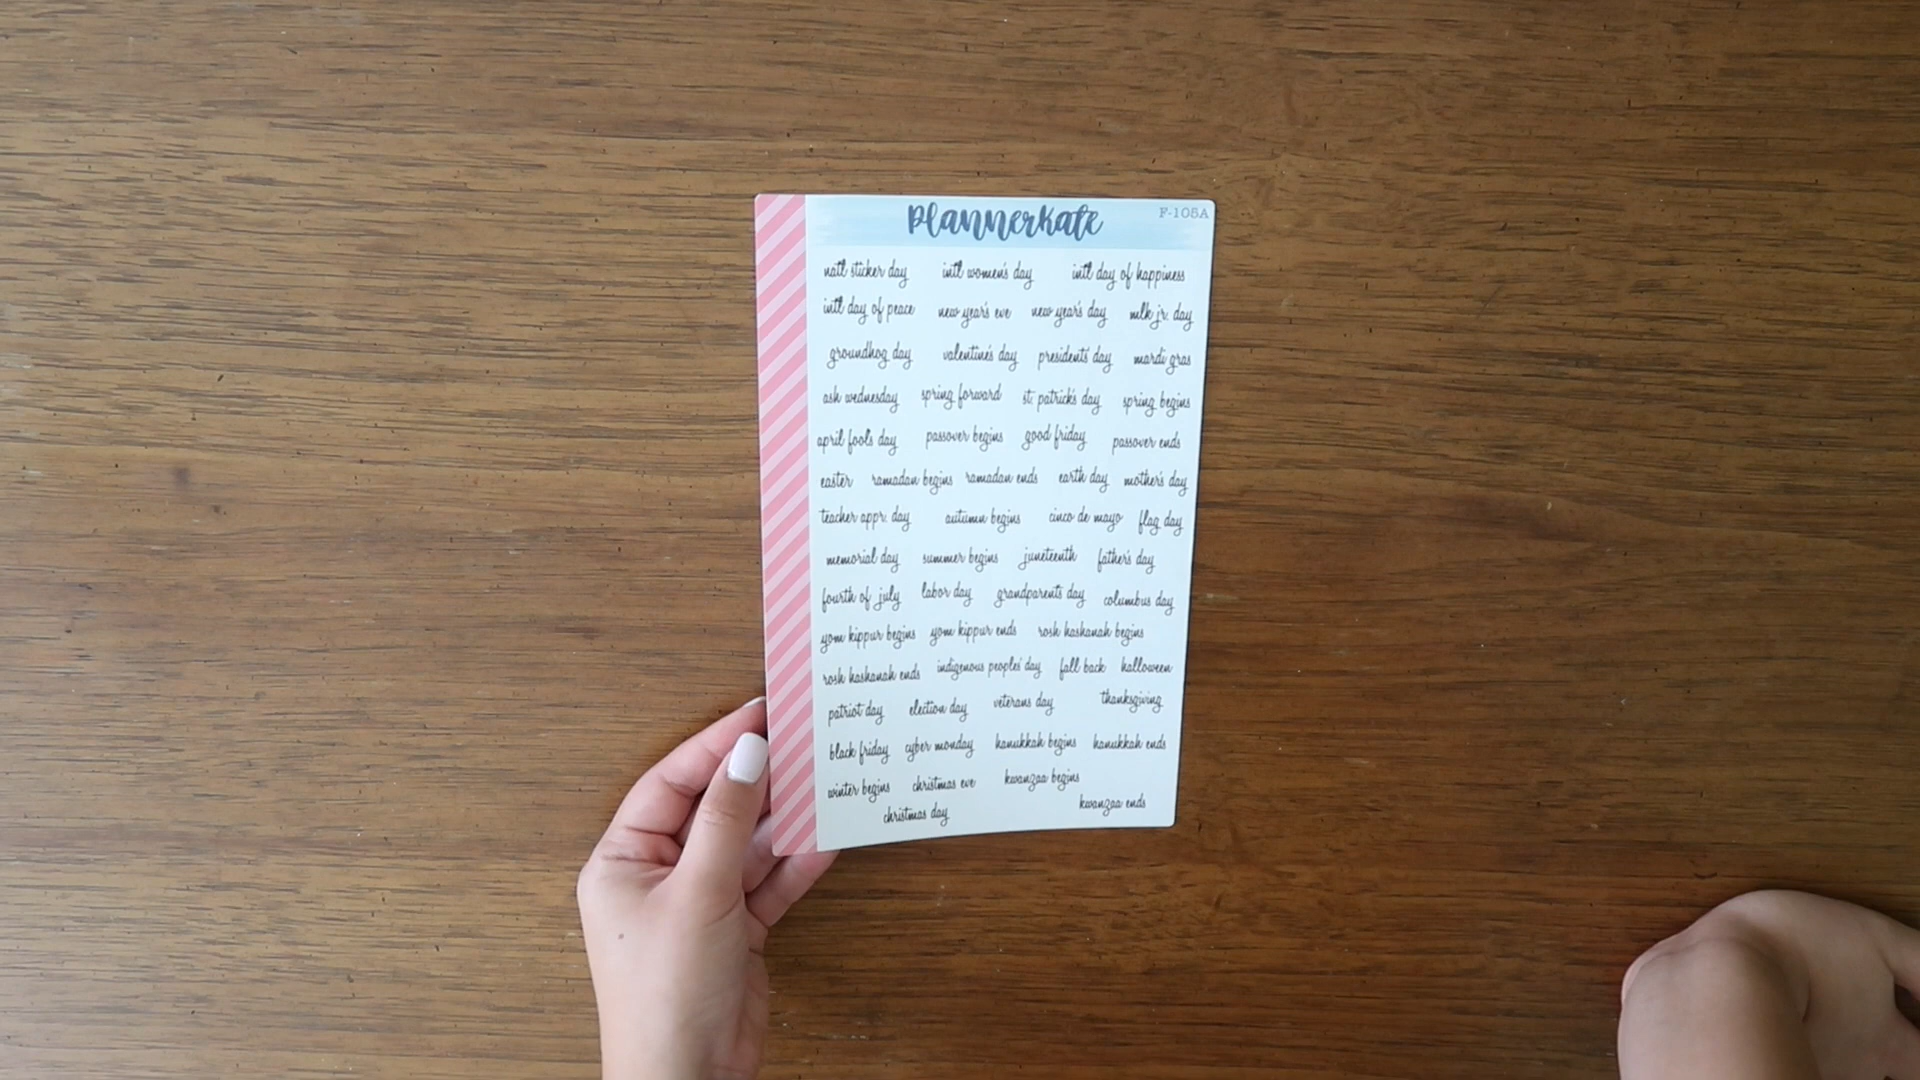 plannerkate F-105A
natl sticker day intl women's day intl day of happiness
intl day of peace new year's eve new year's day mlk jr. day
groundhog day valentine's day presidents' day mardi gras
ash wednesday spring forward st. patrick's day spring begins
april fool's day passover begins good friday passover ends
easter ramadan begins ramadan ends earth day mother's day
teacher appr. day autumn begins cinco de mayo flag day
memorial day summer begins juneteenth father's day
fourth of july labor day grandparent's day columbus day
yom kippur begins yom kippur ends rosh hashanah begins
rosh hashanah ends indigenous peoples' day fall back halloween
patriot day election day veterans day thanksgiving
black friday cyber monday hanukkah begins hanukkah ends
winter begins christmas eve kwanzaa begins
christmas day kwanzaa ends